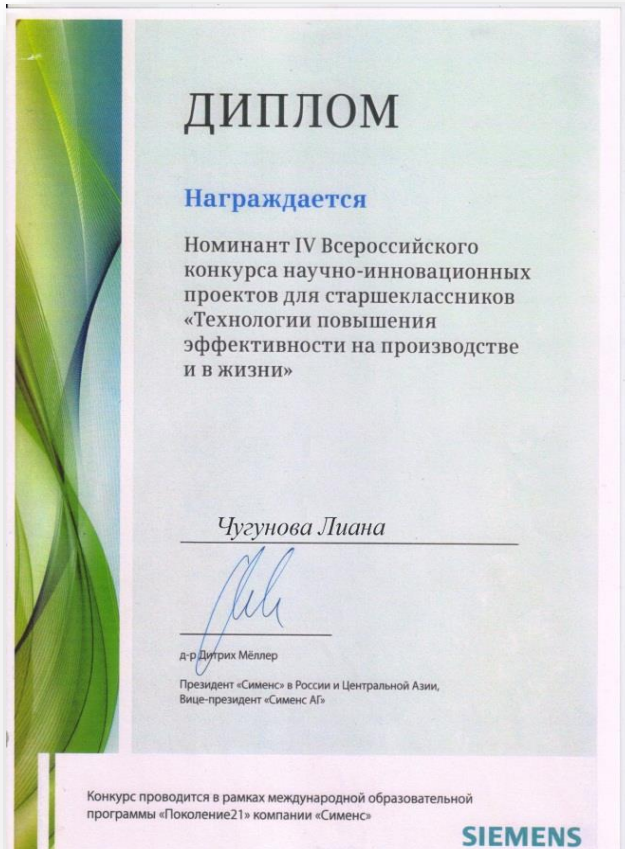 ДИПЛОМ
Награждается
Номинант IV Всероссийского
конкурса научно-инновационных
проектов для старшеклассников
«Технологии повышения
эффективности на производстве
и в жизни»
Чугунова Лиана
д-р Дитрих Мёллер
Президент «Сименс» в России и Центральной Азии,
Вице-президент «Сименс АГ»
Конкурс проводится в рамках международной образовательной
программы «Поколение21» компании «Сименс»
SIEMENS